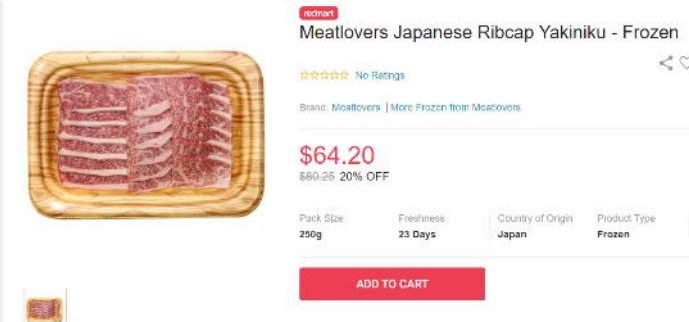 redmart
Meatlovers Japanese Ribcap Yakiniku - Frozen
No Ratings
Brand: Meatlovers | More Frozen from Meatlovers
$64.20
$80.25 20% OFF
Pack Size Freshness Country of Origin Product Type
250g 23 Days Japan Frozen
ADD TO CART